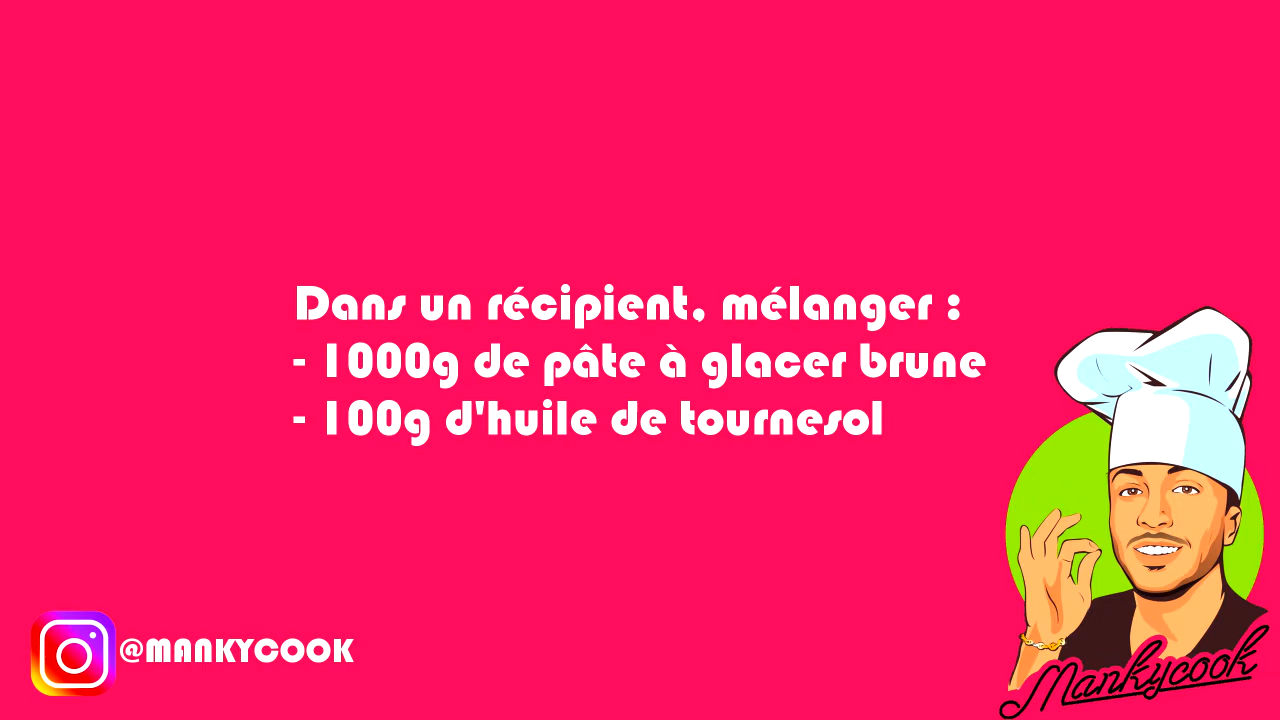 Dans un récipient, mélanger :
- 1000g de pâte à glacer brune
- 100g d'huile de tournesol
@MANKYCOOK
Mankycook